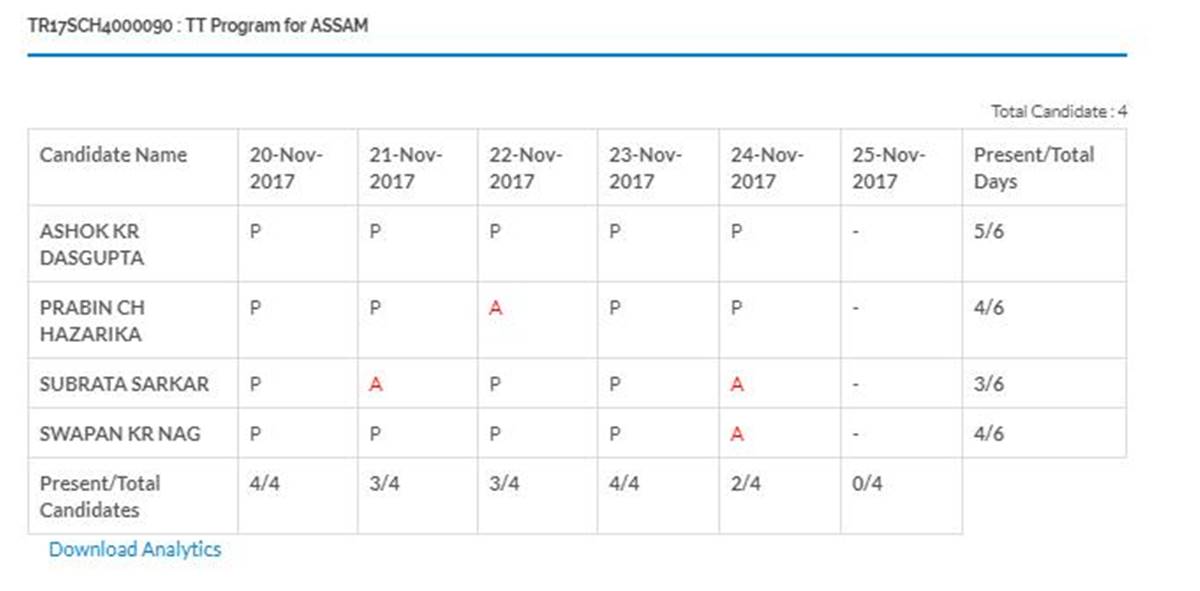 TR17SCH4000090 : TT Program for ASSAM
Total Candidate : 4
Candidate Name 20-Nov-2017 21-Nov-2017 22-Nov-2017 23-Nov-2017 24-Nov-2017 25-Nov-2017 Present/Total Days
ASHOK KR DASGUPTA P P P P P - 5/6
PRABIN CH HAZARIKA P P A P P - 4/6
SUBRATA SARKAR P A P P A - 3/6
SWAPAN KR NAG P P P P A - 4/6
Present/Total Candidates 4/4 3/4 3/4 4/4 2/4 0/4
Download Analytics